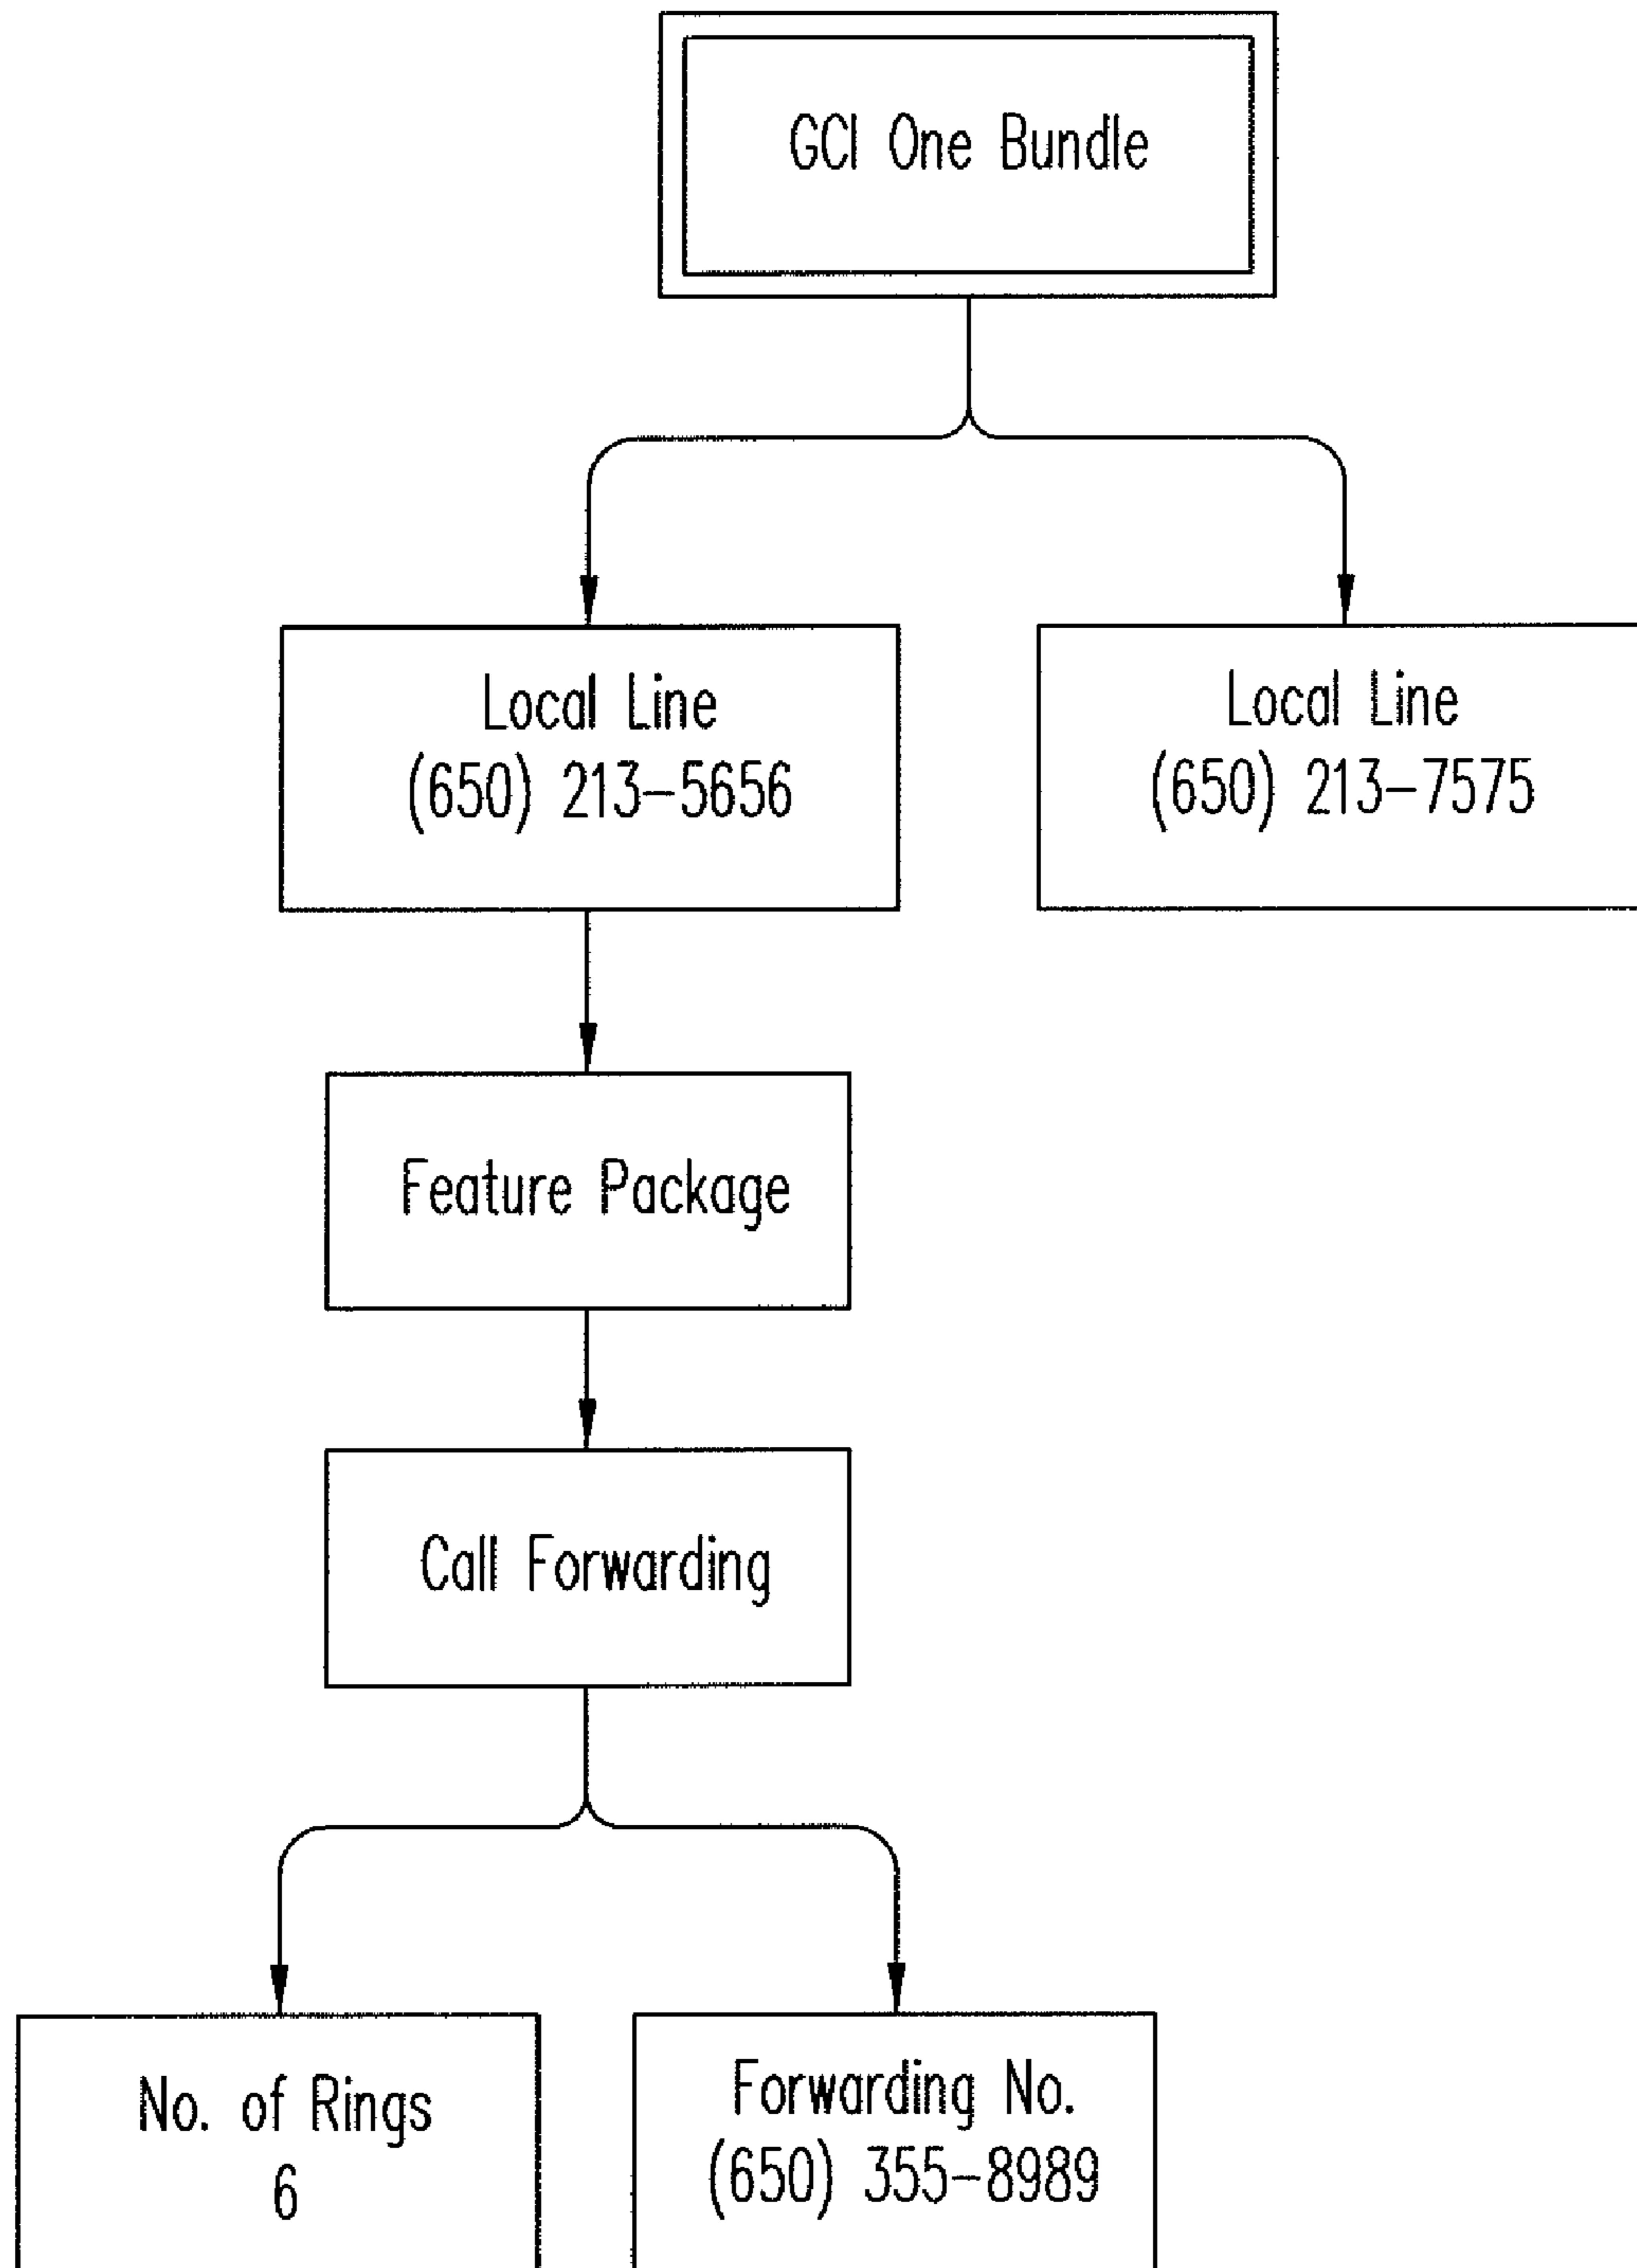 GCI One Bundle
Local Line
(650) 213-5656
Local Line
(650) 213-7575
Feature Package
Call Forwarding
No. of Rings
6
Forwarding No.
(650) 355-8989